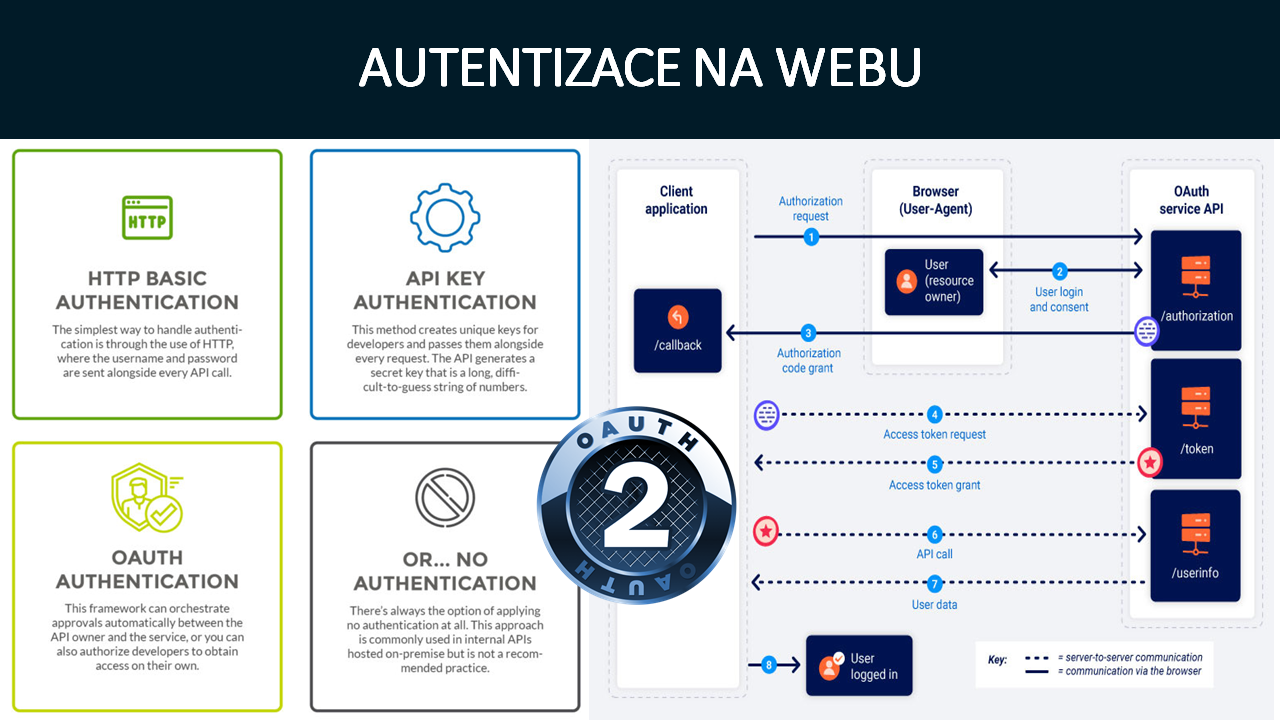 AUTENTIZACE NA WEBU
HTTP
HTTP BASIC
AUTHENTICATION
The simplest way to handle authenti-
cation is through the use of HTTP,
where the username and password
are sent alongside every API call.
API KEY
AUTHENTICATION
This method creates unique keys for
developers and passes them alongside
every request. The API generates a
secret key that is a long, diffi-
cult-to-guess string of numbers.
OAUTH
AUTHENTICATION
This framework can orchestrate
approvals automatically between the
API owner and the service, or you can
also authorize developers to obtain
access on their own.
OR... NO
AUTHENTICATION
There's always the option of applying
no authentication at all. This approach
is commonly used in internal APIs
hosted on-premise but is not a recom-
mended practice.
OAUTH
2
OAUTH
Client
application
Browser
(User-Agent)
OAuth
service API
Authorization
request
1
User
(resource
owner)
2
User login
and consent
/authorization
/callback
3
Authorization
code grant
4
Access token request
/token
5
Access token grant
6
API call
/userinfo
7
User data
8
User
logged in
Key:
= server-to-server communication
= communication via the browser